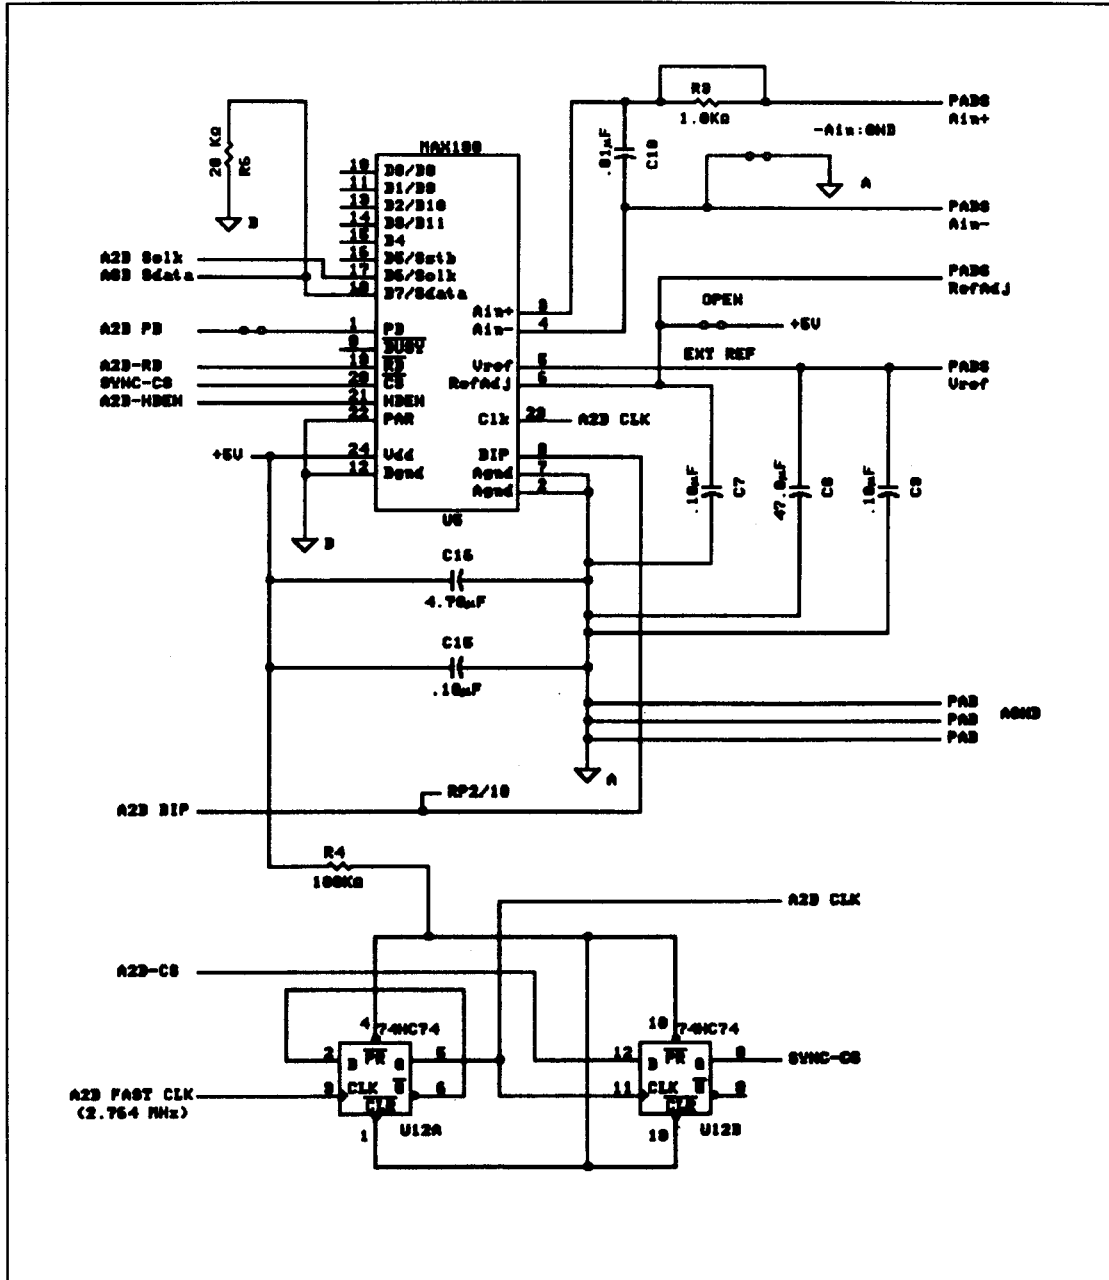 R9
1.0KΩ
PADS
Ain+
-Ain:GND
.01µF
C10
A
PADS
Ain-
20 KΩ
R6
D
MAX180
10 D0/D8
11 D1/D9
13 D2/D10
14 D3/D11
15 D4
16 D5/Sstb
17 D6/Sclk
18 D7/Sdata
A2D Sclk
A2D Sdata
PADS
RefAdj
OPEN
+5V
Ain+ 3
Ain- 4
A2D PD
1 PD
BUSY
EXT REF
A2D-RD
19 RD
Vref 5
PADS
Vref
SYNC-CS
20 CS
RefAdj 6
A2D-HBEN
21 HBEN
22 PAR
Clk 23 A2D CLK
+5V
24 Vdd
BIP 8
12 Dgnd
Agnd 7
Agnd 2
U6
D
.10µF
C7
47.0µF
C8
.10µF
C9
C16
4.70µF
C15
.10µF
PAD
PAD AGND
PAD
A
RP2/10
A2D BIP
R4
100KΩ
A2D CLK
A2D-CS
4 74HC74
10 74HC74
2 D PR Q 5
12 D PR Q 9 SYNC-CS
A2D FAST CLK 3 CLK Q 6
(2.764 MHz)
11 CLK Q 8
CLR
CLR
1 U12A
13 U12B